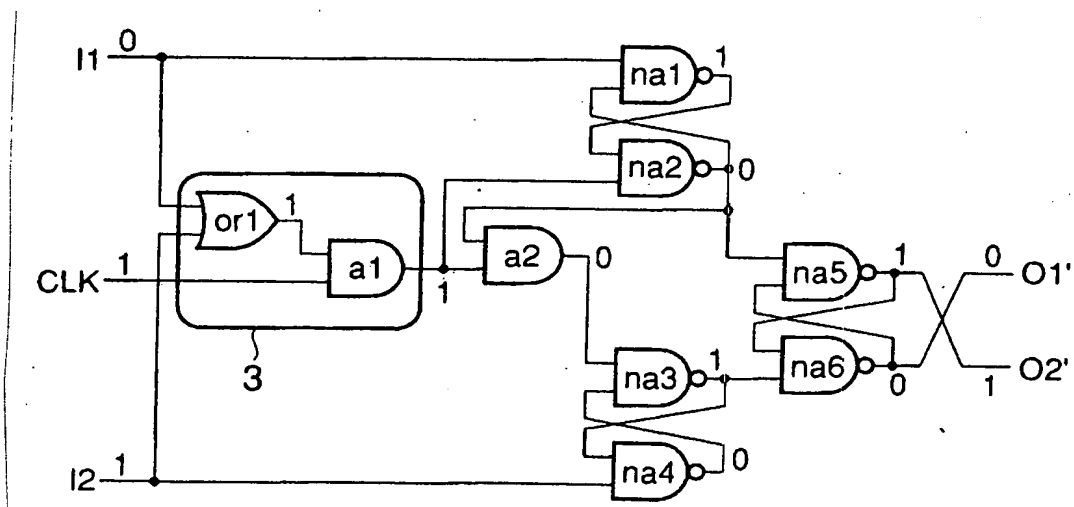 I1 0
na1 1
na2 0
or1 1
CLK 1
a1
1
a2 0
3
na5 1
0 O1'
na3 1
na6 0
1 O2'
na4 0
I2 1